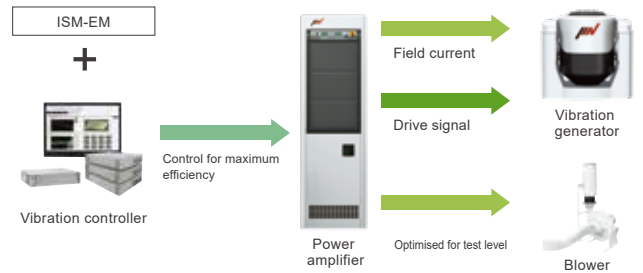 ISM-EM
+
Vibration controller
Control for maximum
efficiency
Power
amplifier
Field current
Drive signal
Optimised for test level
Vibration
generator
Blower